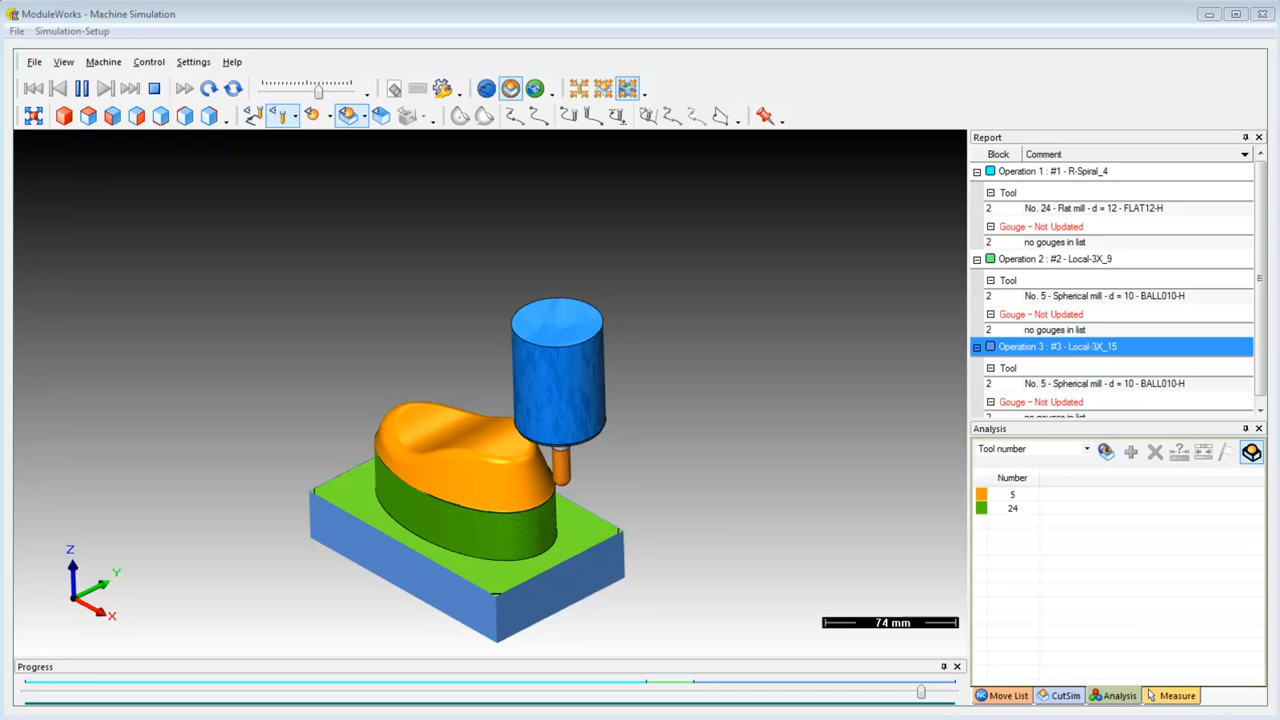 ModuleWorks - Machine Simulation
File Simulation-Setup
File View Machine Control Settings Help
Report
Block Comment
Operation 1 : #1 - R-Spiral_4
Tool
2 No. 24 - Flat mill - d = 12 - FLAT12-H
Gouge - Not Updated
2 no gouges in list
Operation 2 : #2 - Local-3X_9
Tool
2 No. 5 - Spherical mill - d = 10 - BALL010-H
Gouge - Not Updated
2 no gouges in list
Operation 3 : #3 - Local-3X_15
Tool
2 No. 5 - Spherical mill - d = 10 - BALL010-H
Gouge - Not Updated
Analysis
Tool number
Number
5
24
Z
Y
X
74 mm
Progress
Move List CutSim Analysis Measure